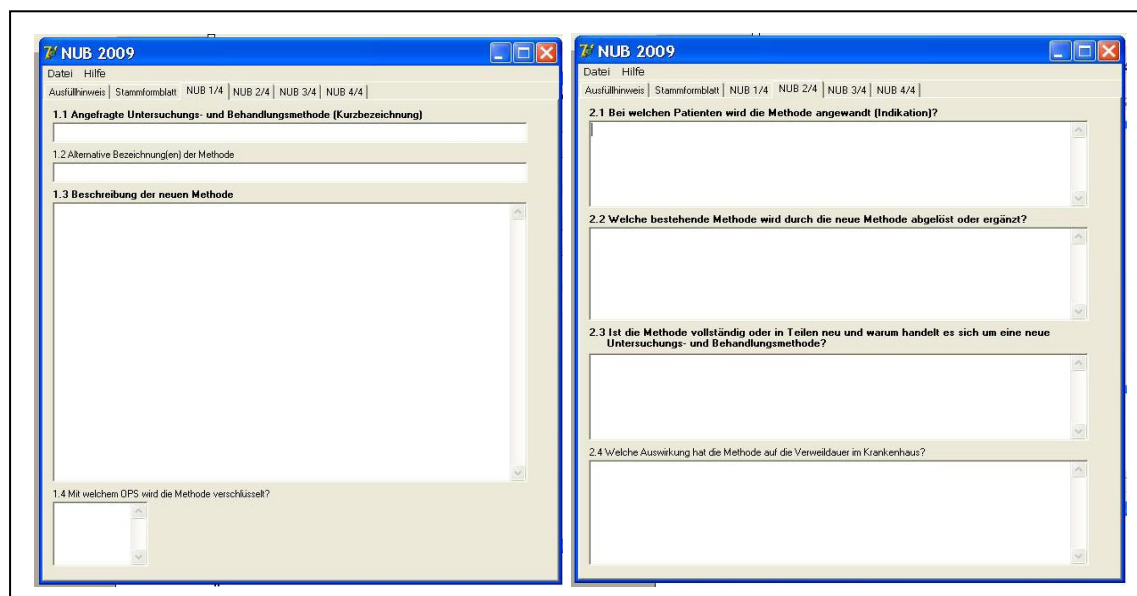 NUB 2009
Datei Hilfe
Ausfüllhinweis Stammformblatt NUB 1/4 NUB 2/4 NUB 3/4 NUB 4/4
1.1 Angefragte Untersuchungs- und Behandlungsmethode (Kurzbezeichnung)
1.2 Alternative Bezeichnung(en) der Methode
1.3 Beschreibung der neuen Methode
1.4 Mit welchem OPS wird die Methode verschlüsselt?
NUB 2009
Datei Hilfe
Ausfüllhinweis Stammformblatt NUB 1/4 NUB 2/4 NUB 3/4 NUB 4/4
2.1 Bei welchen Patienten wird die Methode angewandt (Indikation)?
2.2 Welche bestehende Methode wird durch die neue Methode abgelöst oder ergänzt?
2.3 Ist die Methode vollständig oder in Teilen neu und warum handelt es sich um eine neue
Untersuchungs- und Behandlungsmethode?
2.4 Welche Auswirkung hat die Methode auf die Verweildauer im Krankenhaus?